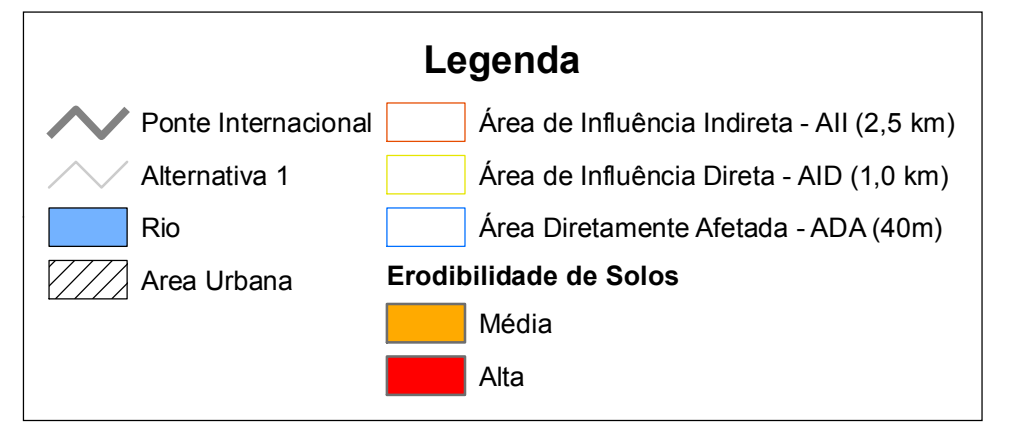 Legenda
Ponte Internacional
Alternativa 1
Rio
Area Urbana
Área de Influência Indireta - AII (2,5 km)
Área de Influência Direta - AID (1,0 km)
Área Diretamente Afetada - ADA (40m)
Erodibilidade de Solos
Média
Alta